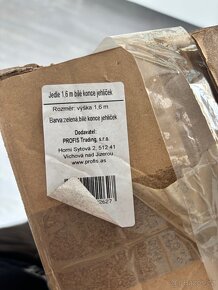 Jedle 1,6 m bílé konce jehliček
Rozměr: výška 1,6 m
Barva:zelená,bílé konce jehliček
Dodavatel:
PROFIS Trading, s.r.o.
Horní Sytová 2, 512 41
Víchová nad Jizerou
www.profis.as
2627